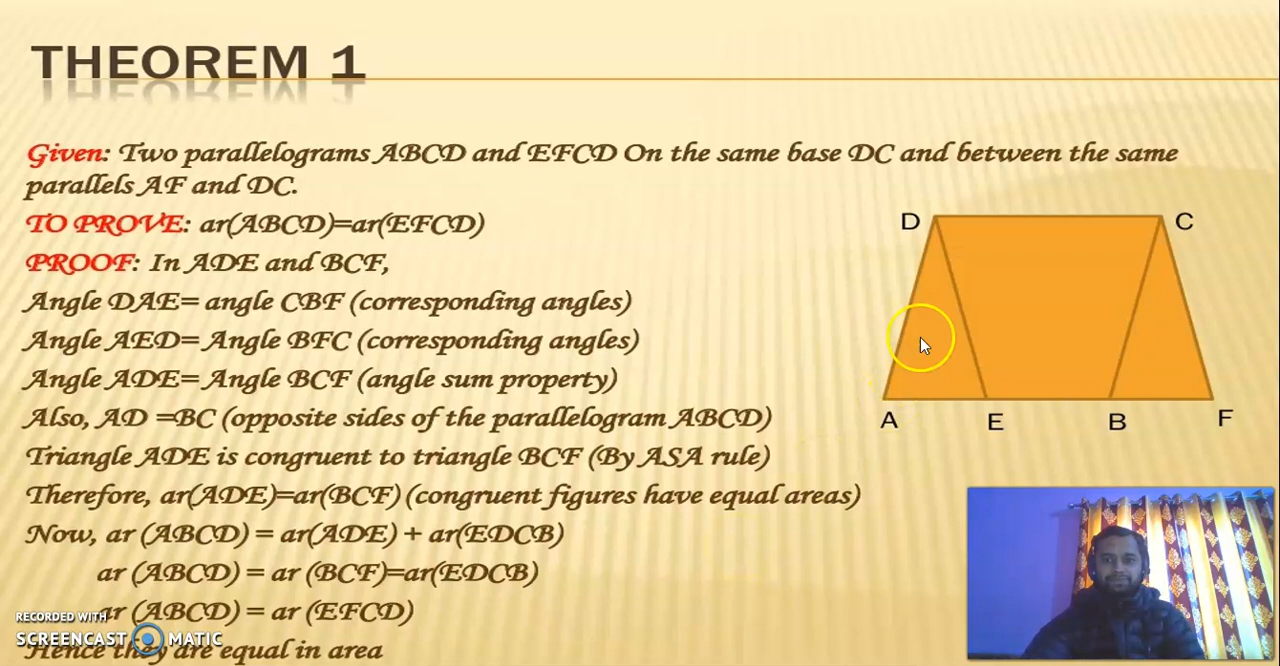 THEOREM 1
Given: Two parallelograms ABCD and EFCD On the same base DC and between the same
parallels AF and DC.
TO PROVE: ar(ABCD)=ar(EFCD)
PROOF: In ADE and BCF,
Angle DAE= angle CBF (corresponding angles)
Angle AED= Angle BFC (corresponding angles)
Angle ADE= Angle BCF (angle sum property)
Also, AD =BC (opposite sides of the parallelogram ABCD)
Triangle ADE is congruent to triangle BCF (By ASA rule)
Therefore, ar(ADE)=ar(BCF) (congruent figures have equal areas)
Now, ar (ABCD) = ar(ADE) + ar(EDCB)
ar (ABCD) = ar (BCF)=ar(EDCB)
ar (ABCD) = ar (EFCD)
Hence they are equal in area
D C
A E B F
RECORDED WITH
SCREENCAST MATIC